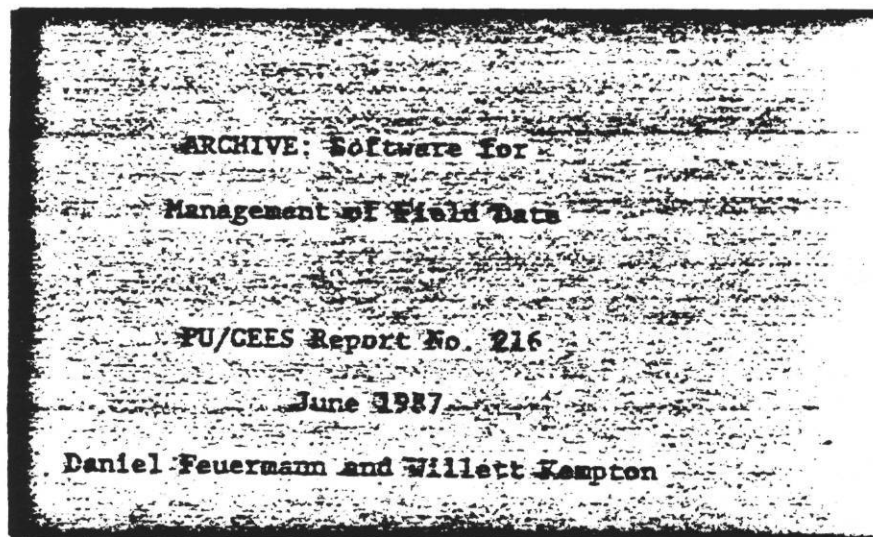 ARCHIVE: Software for
Management of Field Data
PU/CEES Report No. 216
June 1987
Daniel Feuermann and Willett Kempton